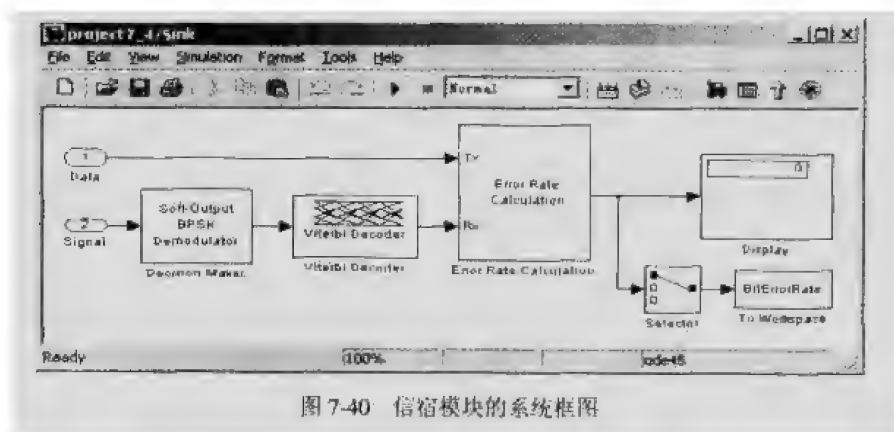 project7_4/Sink
File Edit View Simulation Format Tools Help
Normal
1
Data
2
Signal
Soft-Output
BPSK
Demodulator
Decision Maker
Viterbi Decoder
Viterbi Decoder
Tx
Rx
Error Rate
Calculation
Error Rate Calculation
0
Display
Selector
BitErrorRate
To Workspace
Ready
100%
ode45
图 7-40 信宿模块的系统框图